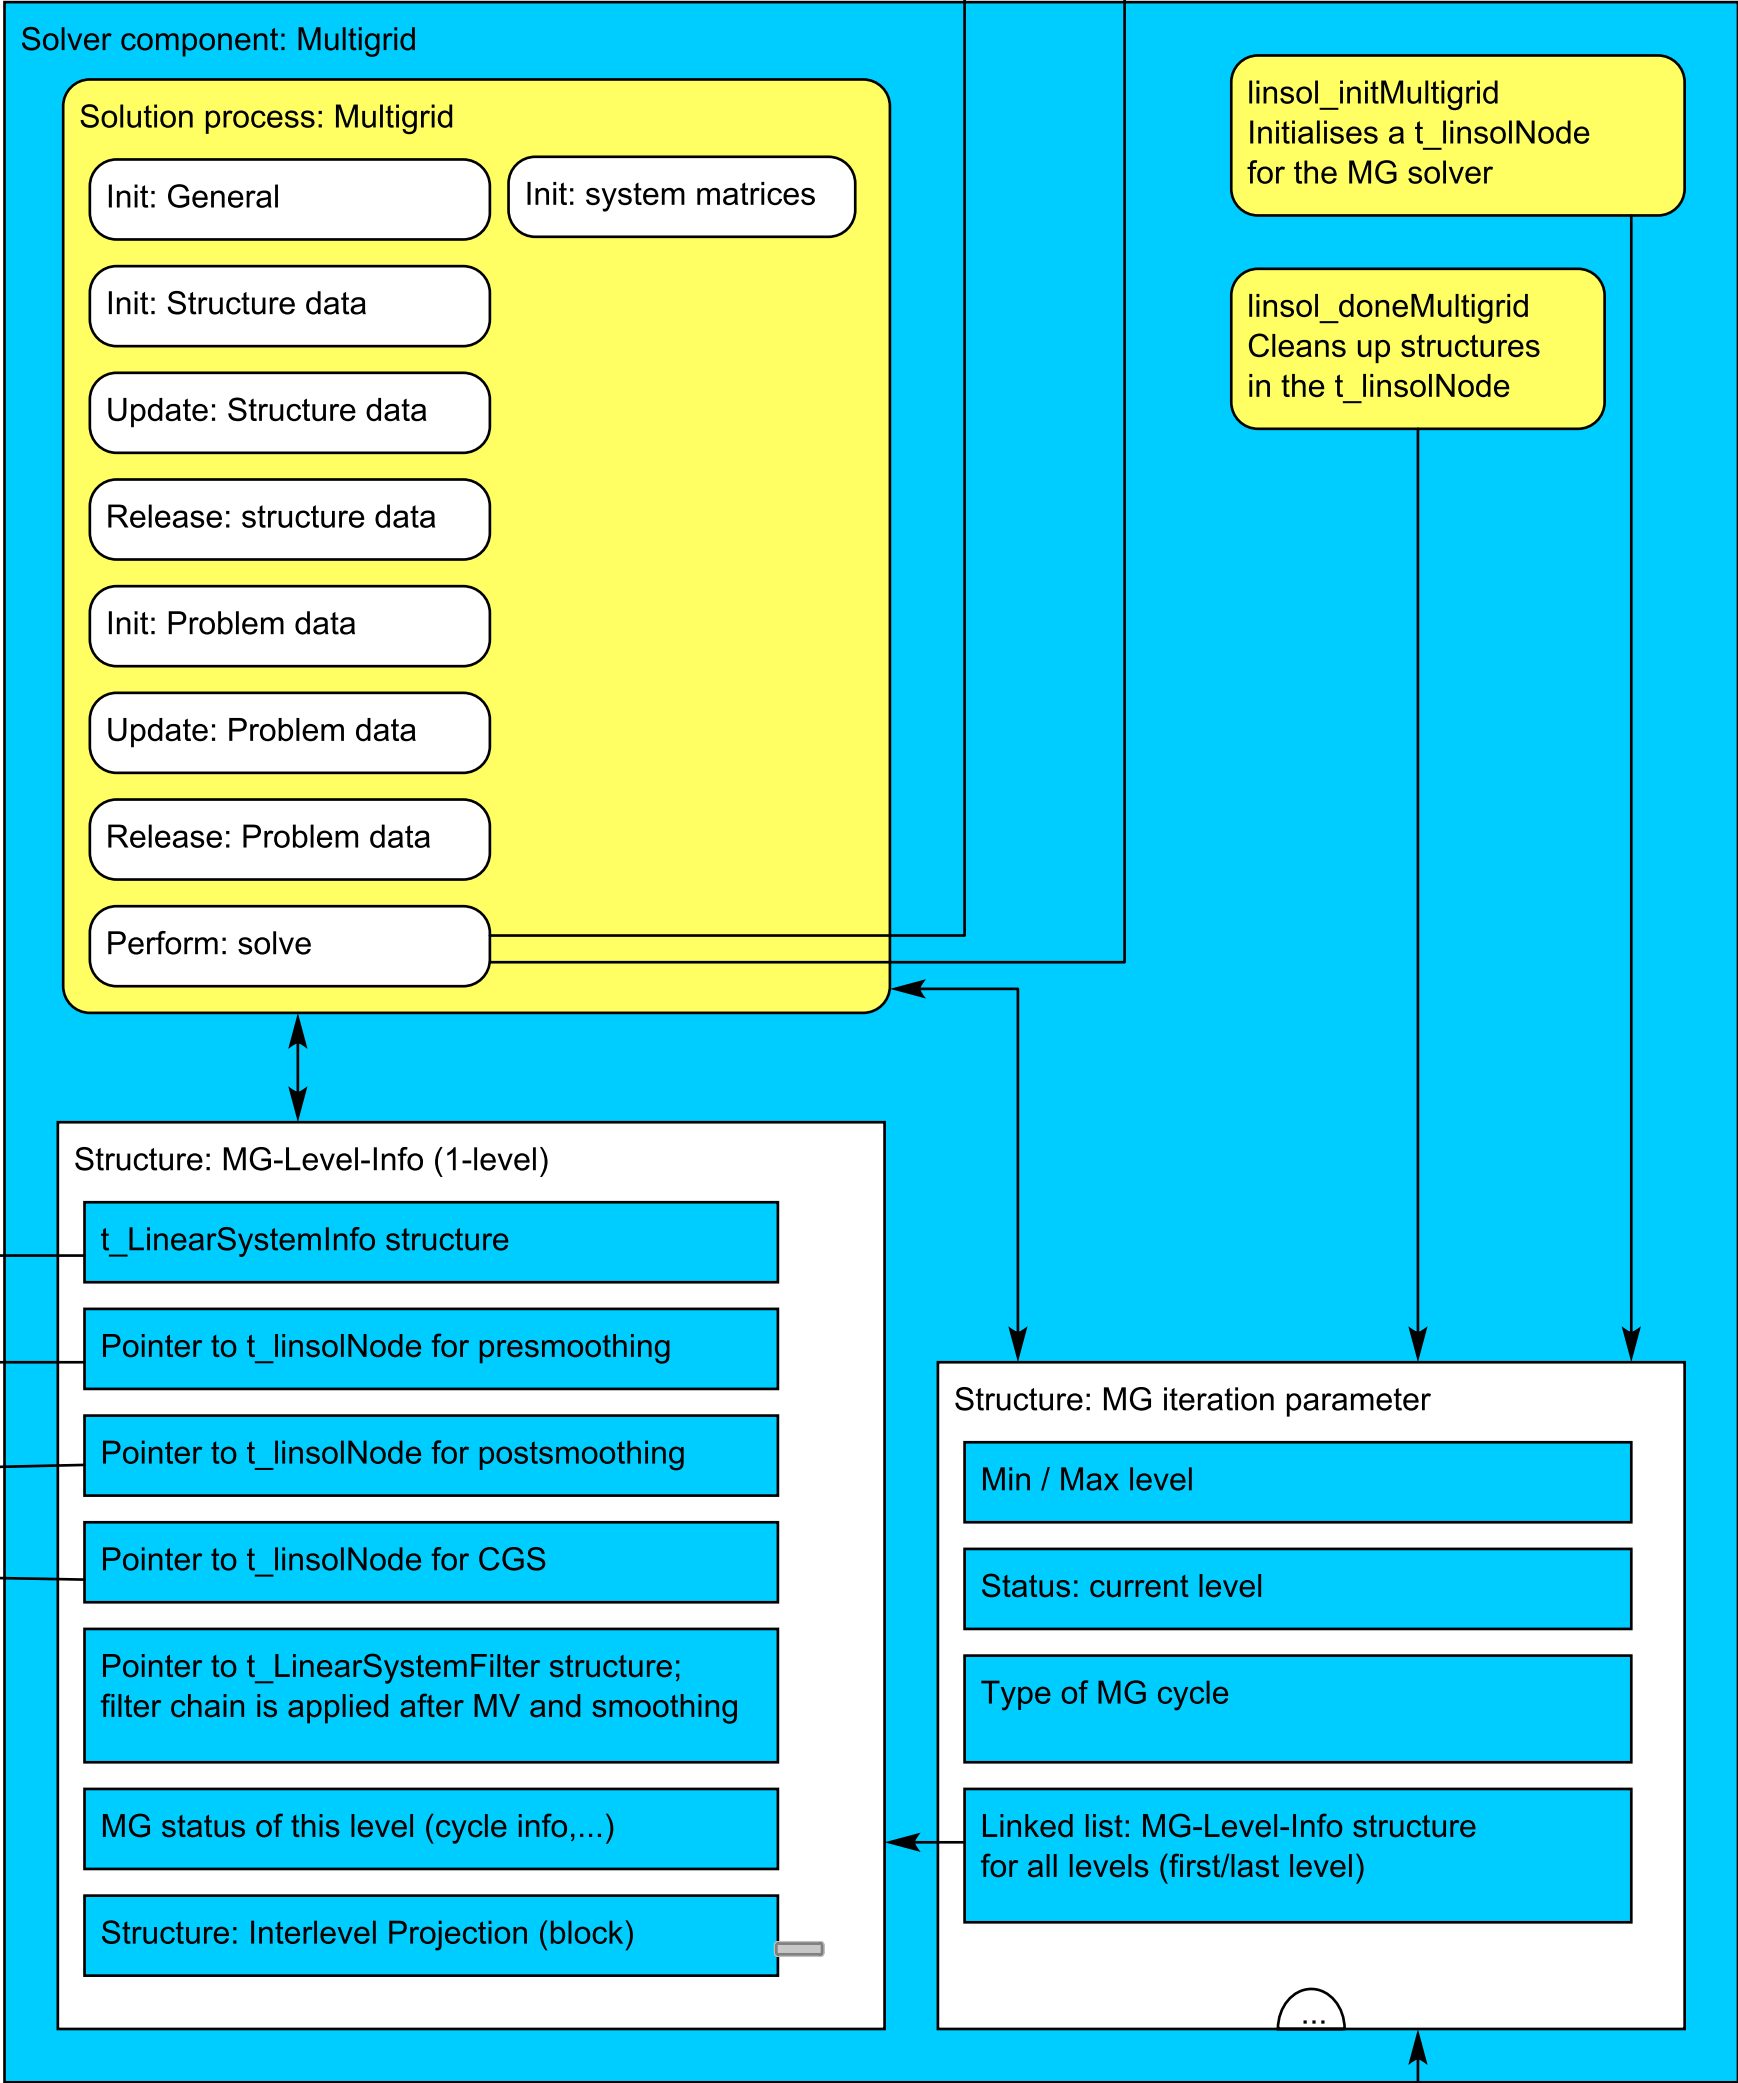 Solver component: Multigrid
Solution process: Multigrid
Init: General
Init: system matrices
Init: Structure data
Update: Structure data
Release: structure data
Init: Problem data
Update: Problem data
Release: Problem data
Perform: solve
linsol_initMultigrid
Initialises a t_linsolNode
for the MG solver
linsol_doneMultigrid
Cleans up structures
in the t_linsolNode
Structure: MG-Level-Info (1-level)
t_LinearSystemInfo structure
Pointer to t_linsolNode for presmoothing
Pointer to t_linsolNode for postsmoothing
Pointer to t_linsolNode for CGS
Pointer to t_LinearSystemFilter structure;
filter chain is applied after MV and smoothing
MG status of this level (cycle info,...)
Structure: Interlevel Projection (block)
Structure: MG iteration parameter
Min / Max level
Status: current level
Type of MG cycle
Linked list: MG-Level-Info structure
for all levels (first/last level)
...